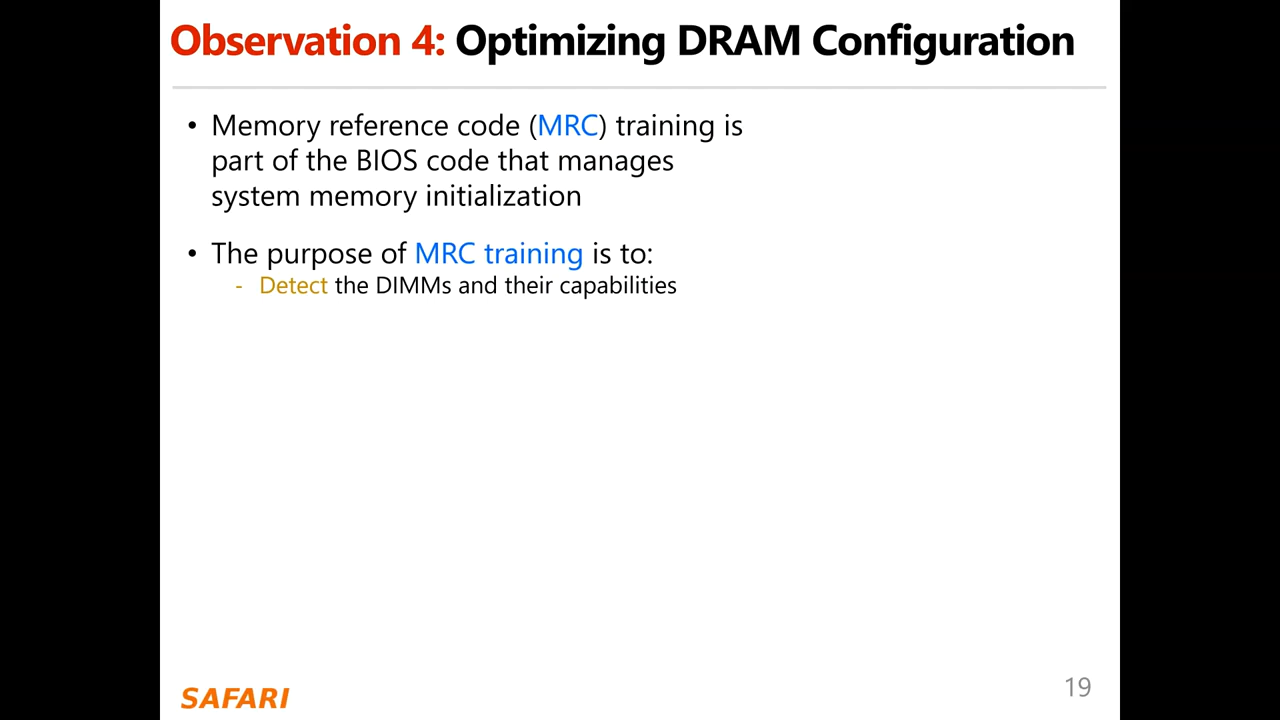 Observation 4: Optimizing DRAM Configuration
• Memory reference code (MRC) training is
part of the BIOS code that manages
system memory initialization
• The purpose of MRC training is to:
- Detect the DIMMs and their capabilities
SAFARI
19